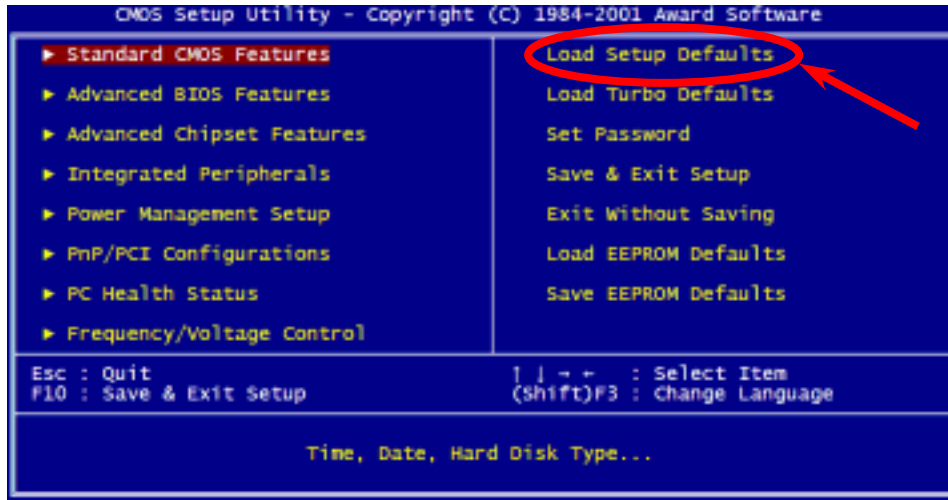 CMOS Setup Utility - Copyright (C) 1984-2001 Award Software
► Standard CMOS Features
► Advanced BIOS Features
► Advanced Chipset Features
► Integrated Peripherals
► Power Management Setup
► PnP/PCI Configurations
► PC Health Status
► Frequency/Voltage Control
Load Setup Defaults
Load Turbo Defaults
Set Password
Save & Exit Setup
Exit Without Saving
Load EEPROM Defaults
Save EEPROM Defaults
Esc : Quit
F10 : Save & Exit Setup
↑ ↓ → ← : Select Item
(Shift)F3 : Change Language
Time, Date, Hard Disk Type...